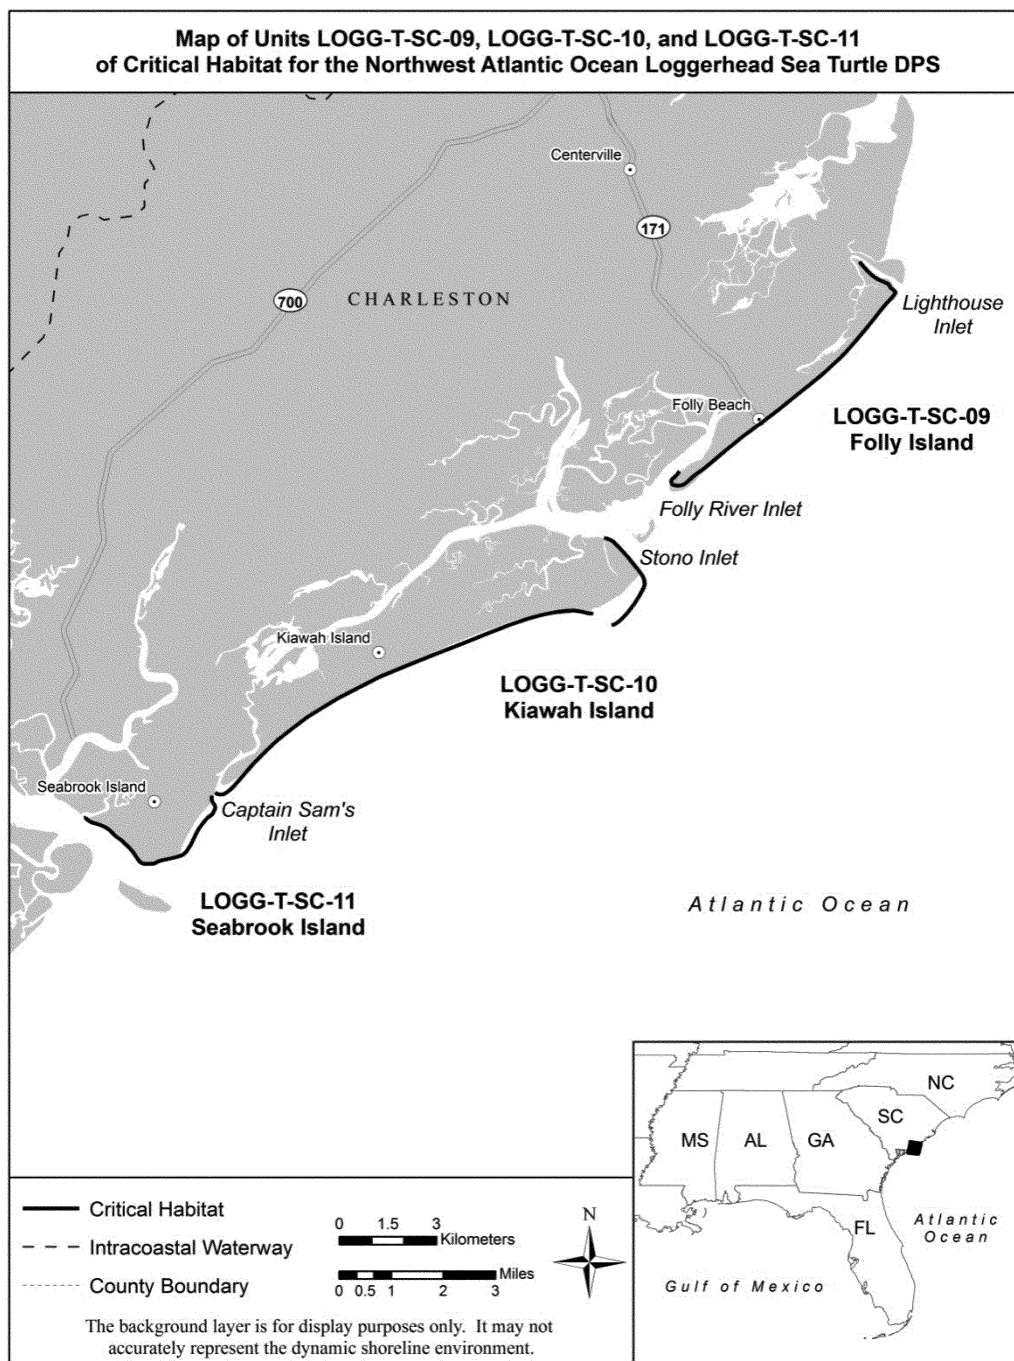 Map of Units LOGG-T-SC-09, LOGG-T-SC-10, and LOGG-T-SC-11
of Critical Habitat for the Northwest Atlantic Ocean Loggerhead Sea Turtle DPS
Centerville
171
700
CHARLESTON
Lighthouse
Inlet
Folly Beach
LOGG-T-SC-09
Folly Island
Folly River Inlet
Stono Inlet
Kiawah Island
LOGG-T-SC-10
Kiawah Island
Seabrook Island
Captain Sam's
Inlet
LOGG-T-SC-11
Seabrook Island
Atlantic Ocean
NC
SC
MS
AL
GA
FL
Atlantic
Ocean
Gulf of Mexico
Critical Habitat
Intracoastal Waterway
County Boundary
0 1.5 3
Kilometers
Miles
0 0.5 1 2 3
N
The background layer is for display purposes only. It may not
accurately represent the dynamic shoreline environment.